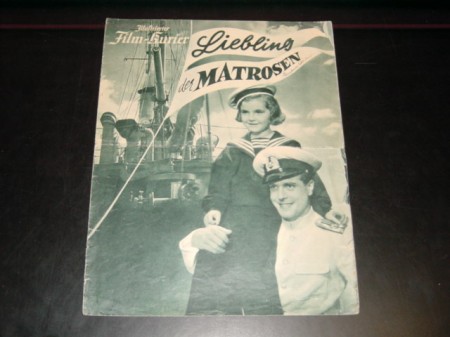 Illustrierter
Film-Kurier
Liebling
der MATROSEN